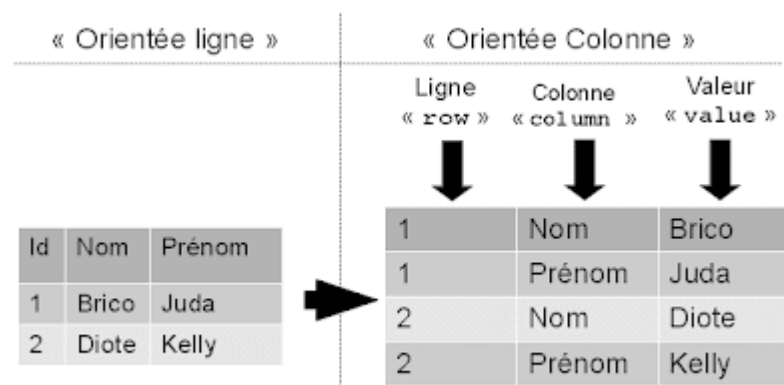 « Orientée ligne »
« Orientée Colonne »
Ligne
« row »
Colonne
« column »
Valeur
« value »
Id Nom Prénom
1 Brico Juda
2 Diote Kelly
1 Nom Brico
1 Prénom Juda
2 Nom Diote
2 Prénom Kelly